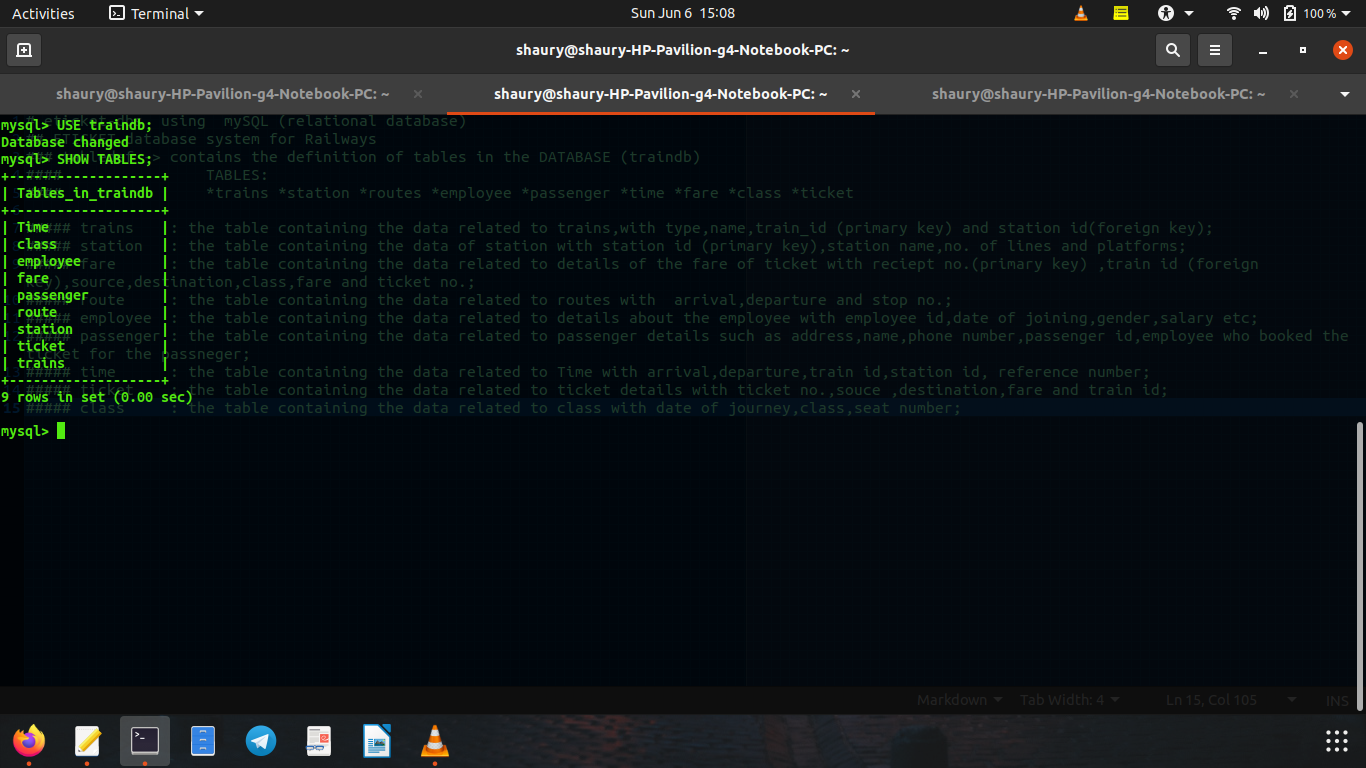 Activities Terminal Sun Jun 6 15:08 100 %
shaury@shaury-HP-Pavilion-g4-Notebook-PC: ~
shaury@shaury-HP-Pavilion-g4-Notebook-PC: ~ shaury@shaury-HP-Pavilion-g4-Notebook-PC: ~ shaury@shaury-HP-Pavilion-g4-Notebook-PC: ~
mysql> USE traindb;
Database changed
mysql> SHOW TABLES;
+-------------------+
| Tables_in_traindb |
+-------------------+
| Time |
| class |
| employee |
| fare |
| passenger |
| route |
| station |
| ticket |
| trains |
+-------------------+
9 rows in set (0.00 sec)
mysql>
using mySQL (relational database)
database system for Railways
> contains the definition of tables in the DATABASE (traindb)
#### TABLES:
*trains *station *routes *employee *passenger *time *fare *class *ticket
##### trains : the table containing the data related to trains,with type,name,train_id (primary key) and station id(foreign key);
##### station : the table containing the data of station with station id (primary key),station name,no. of lines and platforms;
##### fare : the table containing the data related to details of the fare of ticket with reciept no.(primary key) ,train id (foreign
key),source,destination,class,fare and ticket no.;
##### route : the table containing the data related to routes with arrival,departure and stop no.;
##### employee : the table containing the data related to details about the employee with employee id,date of joining,gender,salary etc;
##### passenger : the table containing the data related to passenger details such as address,name,phone number,passenger id,employee who booked the
ticket for the passneger;
##### time : the table containing the data related to Time with arrival,departure,train id,station id, reference number;
##### ticket : the table containing the data related to ticket details with ticket no.,souce ,destination,fare and train id;
15 ##### class : the table containing the data related to class with date of journey,class,seat number;
Markdown Tab Width: 4 Ln 15, Col 105 INS